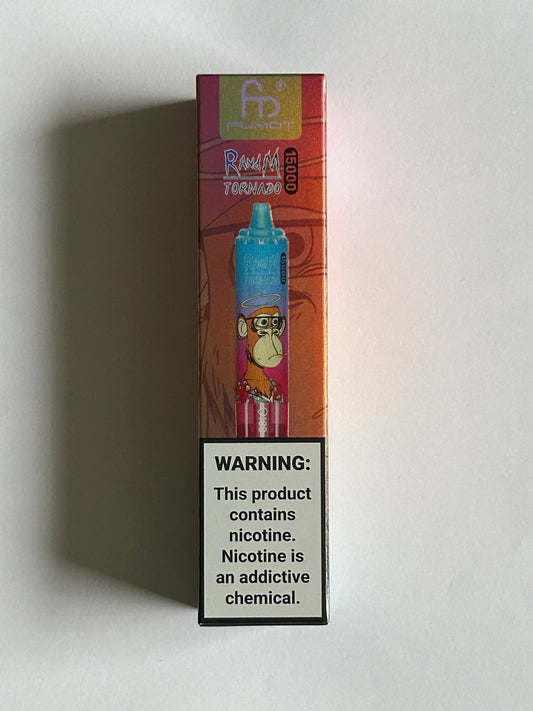 FUMOT
RandM
TORNADO
15000
WARNING:
This product
contains
nicotine.
Nicotine is
an addictive
chemical.